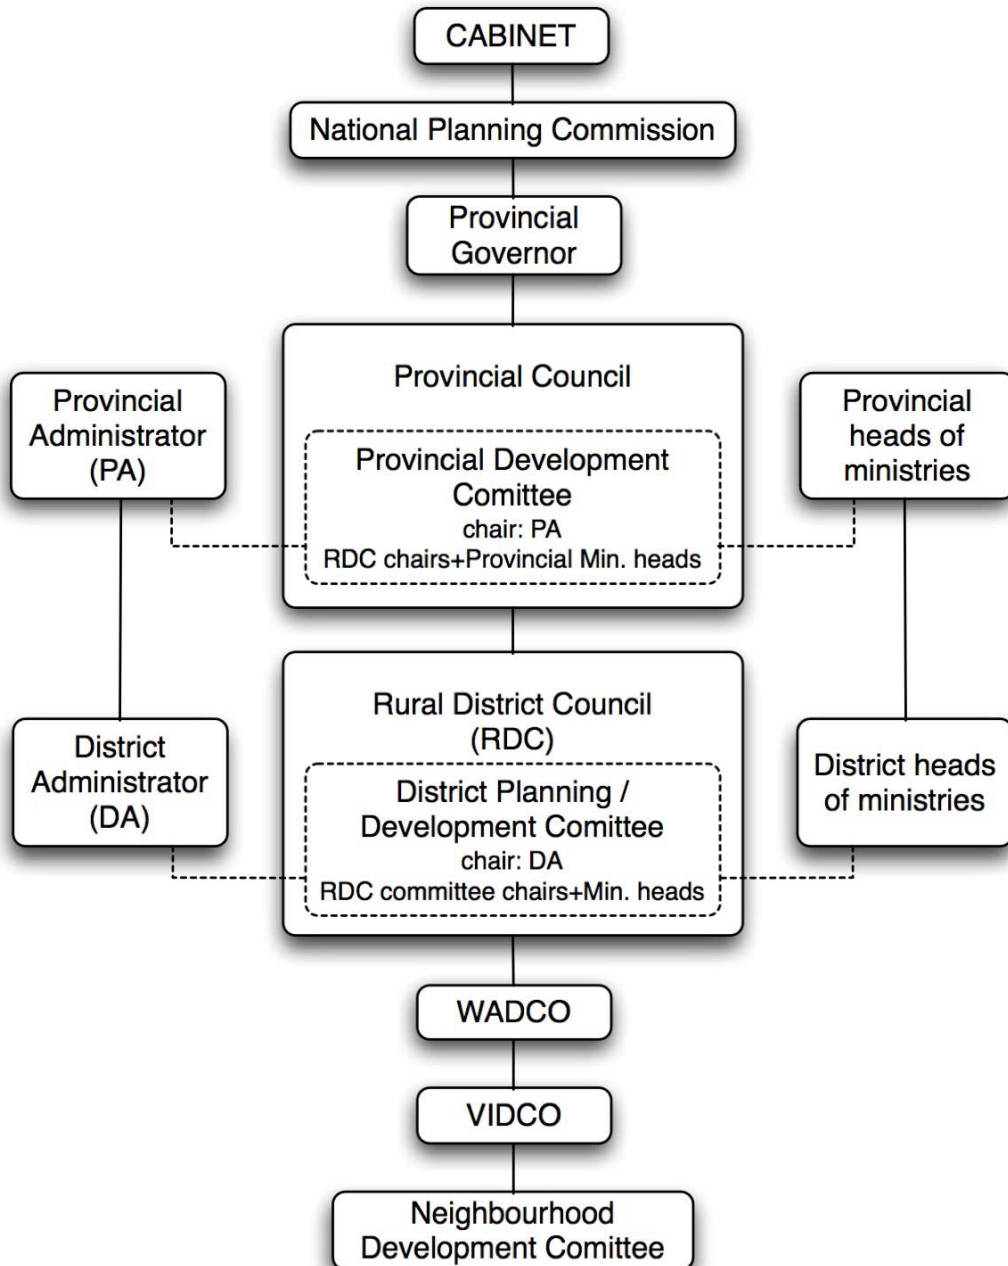 CABINET
National Planning Commission
Provincial
Governor
Provincial Council
Provincial
Administrator
(PA)
Provincial Development
Comittee
chair: PA
RDC chairs+Provincial Min. heads
Provincial
heads of
ministries
Rural District Council
(RDC)
District
Administrator
(DA)
District Planning /
Development Comittee
chair: DA
RDC committee chairs+Min. heads
District heads
of ministries
WADCO
VIDCO
Neighbourhood
Development Comittee